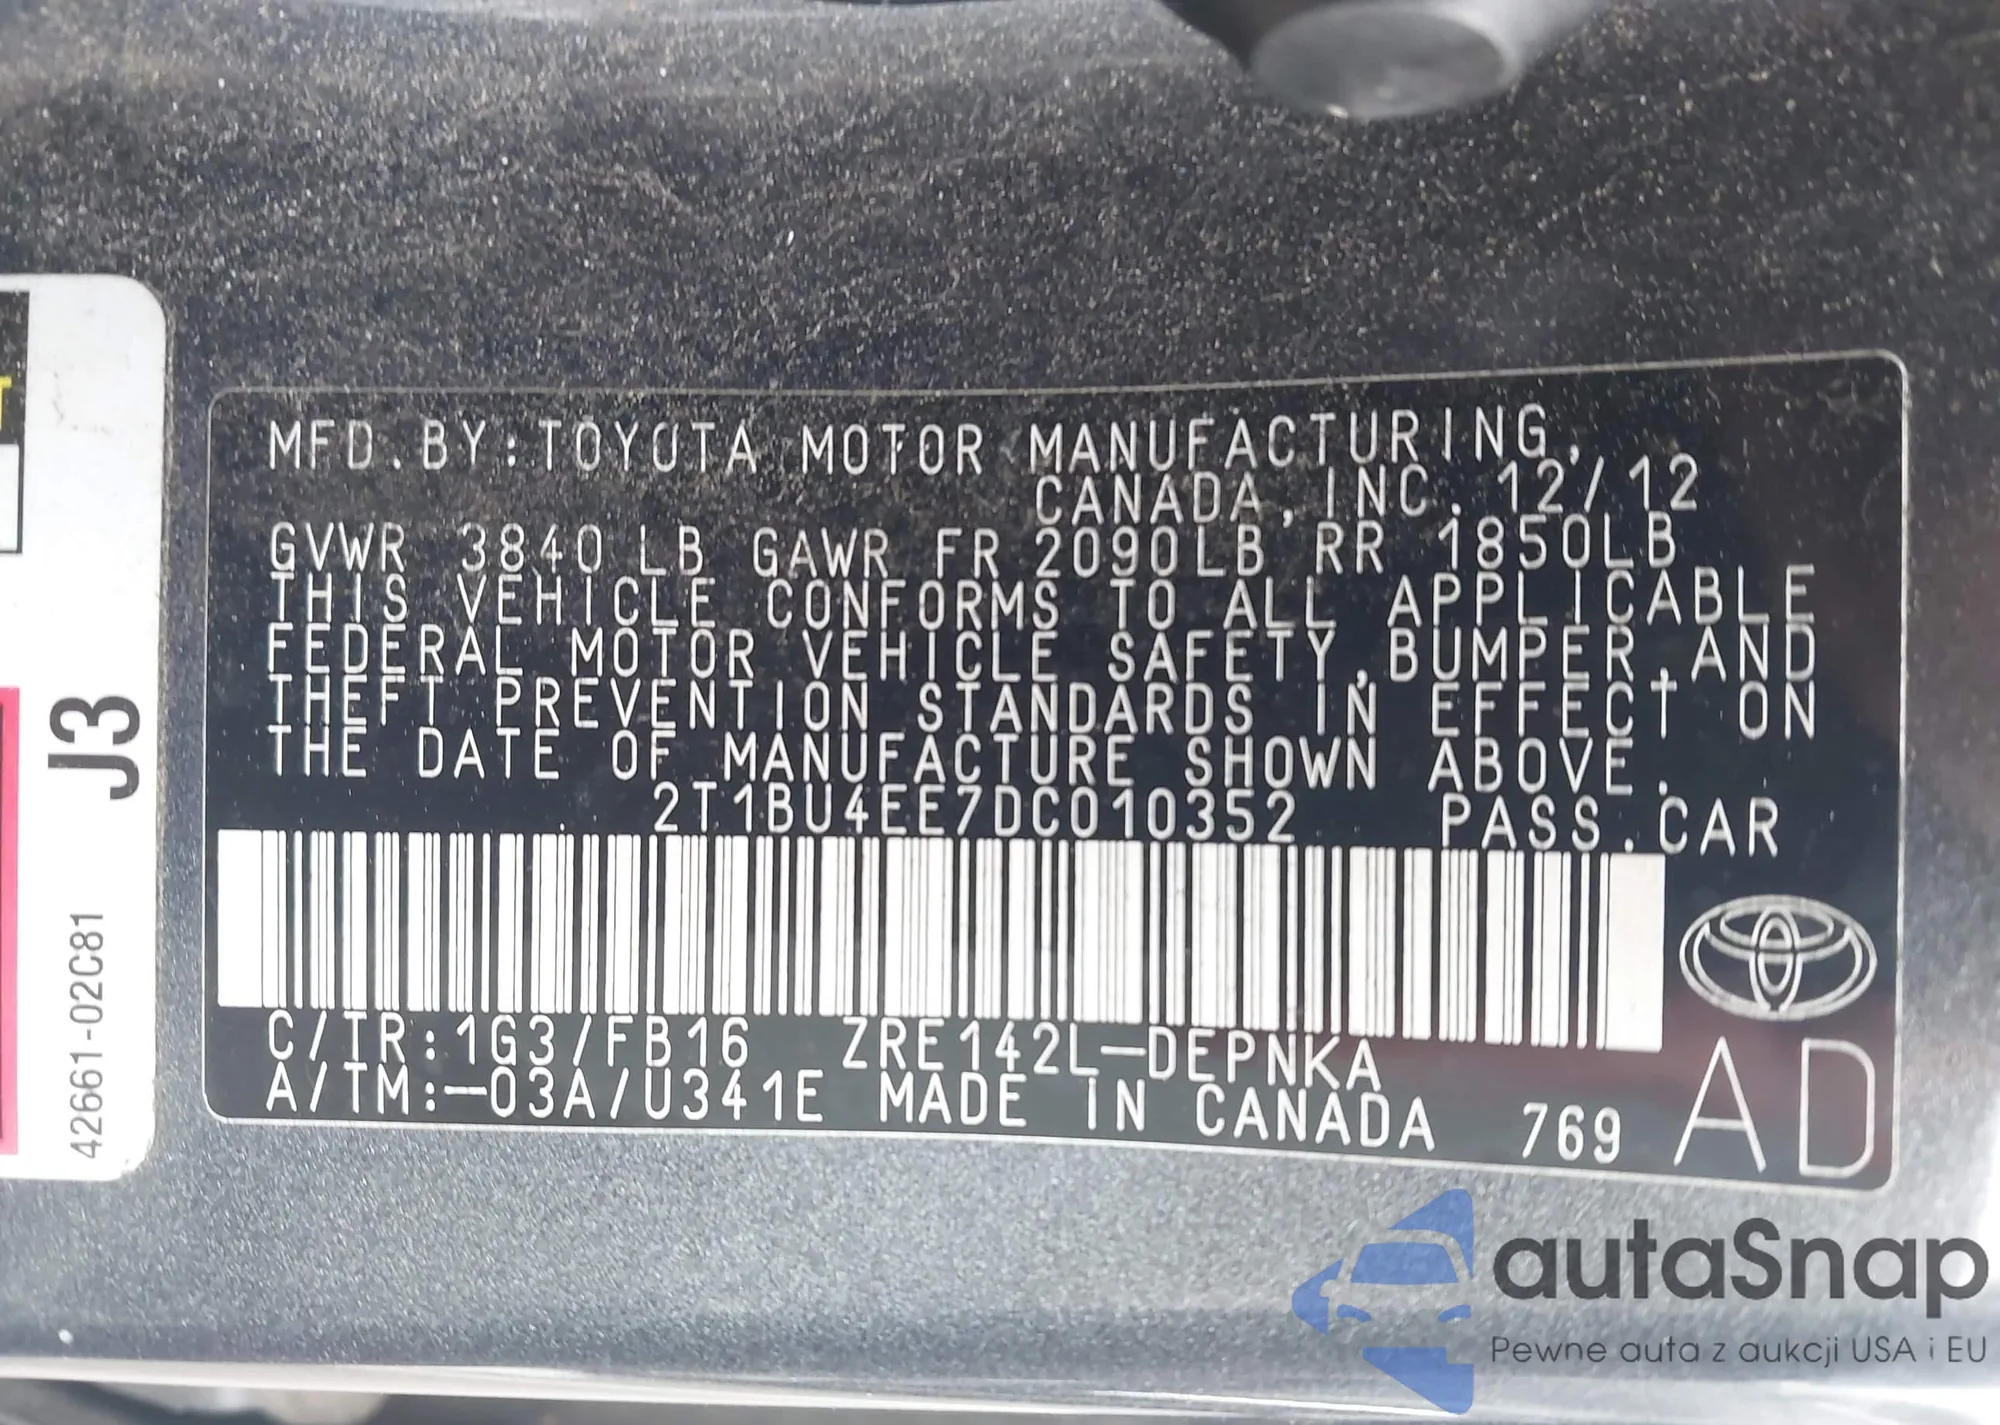 MFD.BY:TOYOTA MOTOR MANUFACTURING,
CANADA,INC. 12/12
GVWR 3840LB GAWR FR 2090LB RR 1850LB
THIS VEHICLE CONFORMS TO ALL APPLICABLE
FEDERAL MOTOR VEHICLE SAFETY,BUMPER,AND
THEFT PREVENTION STANDARDS IN EFFECT ON
THE DATE OF MANUFACTURE SHOWN ABOVE.
2T1BU4EE7DC010352 PASS.CAR
C/TR:1G3/FB16 ZRE142L-DEPNKA
A/TM:-03A/U341E MADE IN CANADA 769
AD
J3
42661-02C81
autaSnap
Pewne auta z aukcji USA i EU